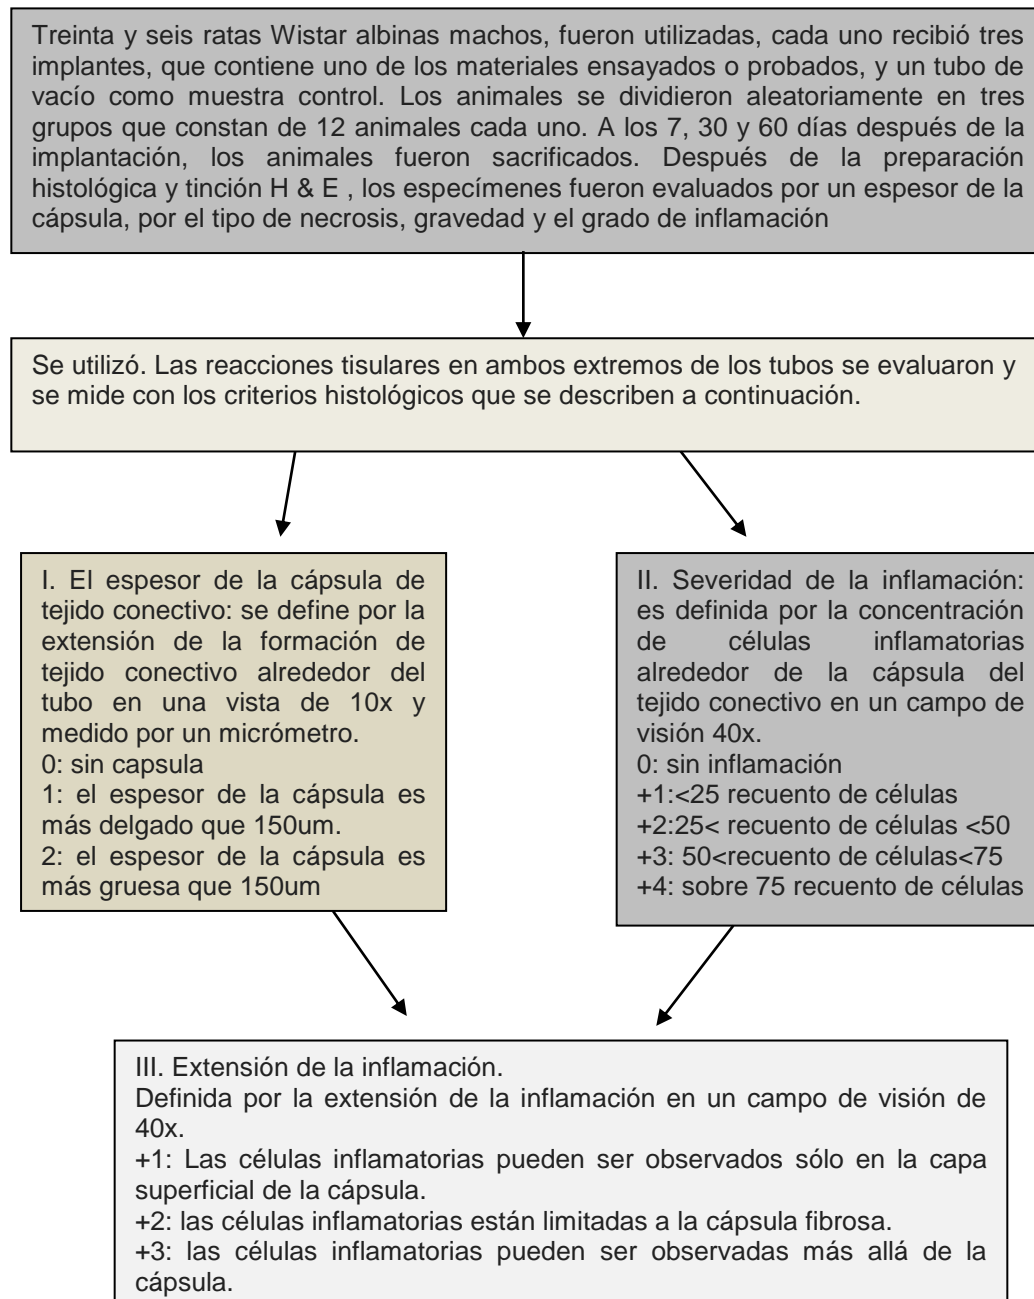 Treinta y seis ratas Wistar albinas machos, fueron utilizadas, cada uno recibió tres
implantes, que contiene uno de los materiales ensayados o probados, y un tubo de
vacío como muestra control. Los animales se dividieron aleatoriamente en tres
grupos que constan de 12 animales cada uno. A los 7, 30 y 60 días después de la
implantación, los animales fueron sacrificados. Después de la preparación
histológica y tinción H & E , los especímenes fueron evaluados por un espesor de la
cápsula, por el tipo de necrosis, gravedad y el grado de inflamación
Se utilizó. Las reacciones tisulares en ambos extremos de los tubos se evaluaron y
se mide con los criterios histológicos que se describen a continuación.
I. El espesor de la cápsula de
tejido conectivo: se define por la
extensión de la formación de
tejido conectivo alrededor del
tubo en una vista de 10x y
medido por un micrómetro.
0: sin capsula
1: el espesor de la cápsula es
más delgado que 150um.
2: el espesor de la cápsula es
más gruesa que 150um
II. Severidad de la inflamación:
es definida por la concentración
de células inflamatorias
alrededor de la cápsula del
tejido conectivo en un campo de
visión 40x.
0: sin inflamación
+1:<25 recuento de células
+2:25< recuento de células <50
+3: 50<recuento de células<75
+4: sobre 75 recuento de células
III. Extensión de la inflamación.
Definida por la extensión de la inflamación en un campo de visión de
40x.
+1: Las células inflamatorias pueden ser observados sólo en la capa
superficial de la cápsula.
+2: las células inflamatorias están limitadas a la cápsula fibrosa.
+3: las células inflamatorias pueden ser observadas más allá de la
cápsula.